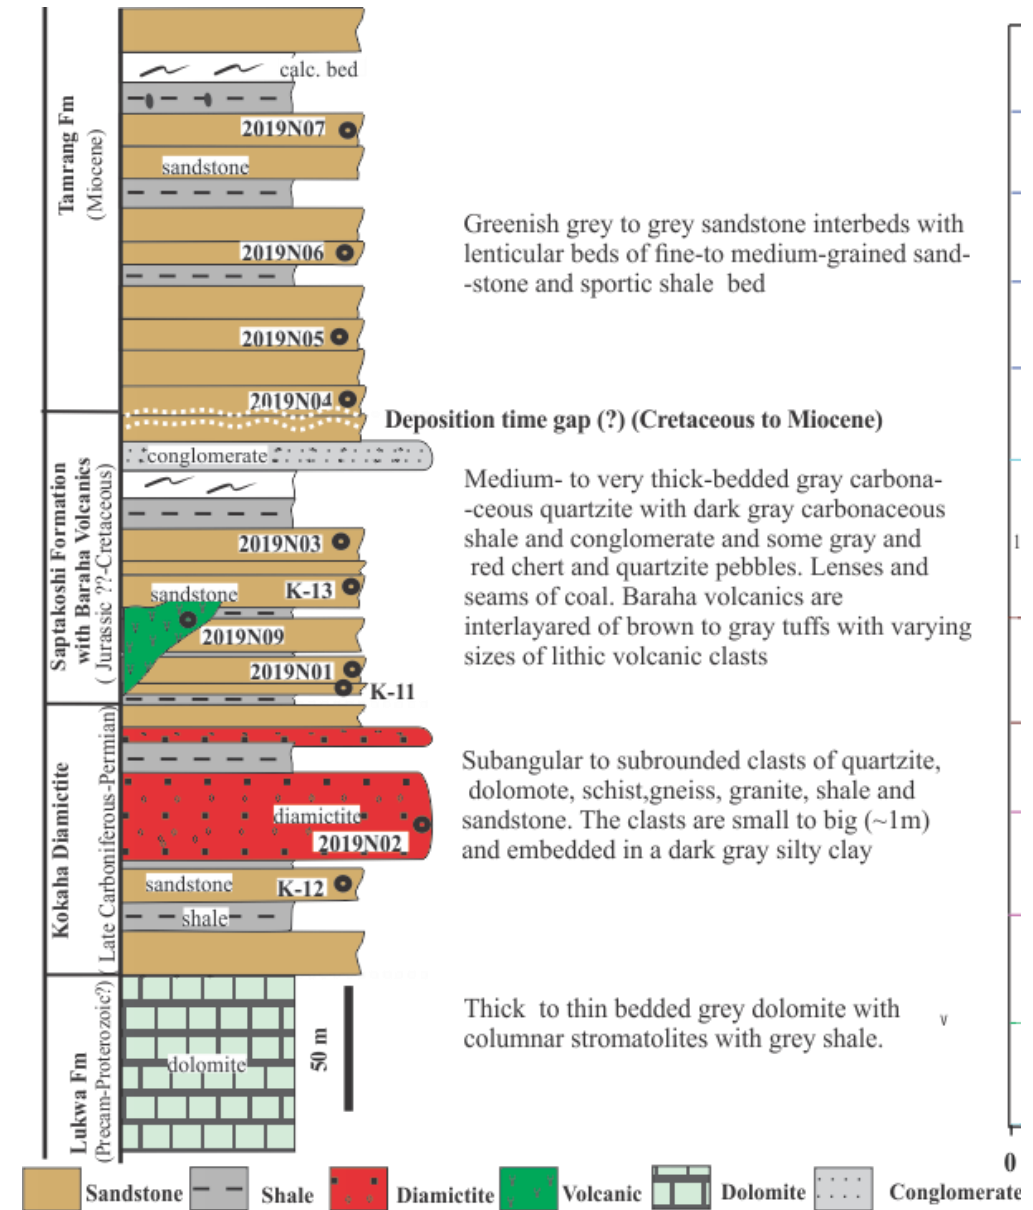 Tamrang Fm
(Miocene)
calc. bed
2019N07
sandstone
2019N06
2019N05
2019N04
Greenish grey to grey sandstone interbeds with
lenticular beds of fine-to medium-grained sand-
-stone and sportic shale bed
Deposition time gap (?) (Cretaceous to Miocene)
Saptakoshi Formation
with Baraha Volcanics
( Jurassic ??-Cretaceous)
conglomerate
2019N03
K-13
sandstone
2019N09
2019N01
K-11
Medium- to very thick-bedded gray carbona-
-ceous quartzite with dark gray carbonaceous
shale and conglomerate and some gray and
red chert and quartzite pebbles. Lenses and
seams of coal. Baraha volcanics are
interlayared of brown to gray tuffs with varying
sizes of lithic volcanic clasts
Kokaha Diamictite
( Late Carboniferous-Permian)
diamictite
2019N02
sandstone
K-12
shale
Subangular to subrounded clasts of quartzite,
dolomote, schist,gneiss, granite, shale and
sandstone. The clasts are small to big (~1m)
and embedded in a dark gray silty clay
Lukwa Fm
(Precam-Proterozoic?)
dolomite
50 m
Thick to thin bedded grey dolomite with
columnar stromatolites with grey shale.
v
1
0
Sandstone
Shale
Diamictite
Volcanic
Dolomite
Conglomerate